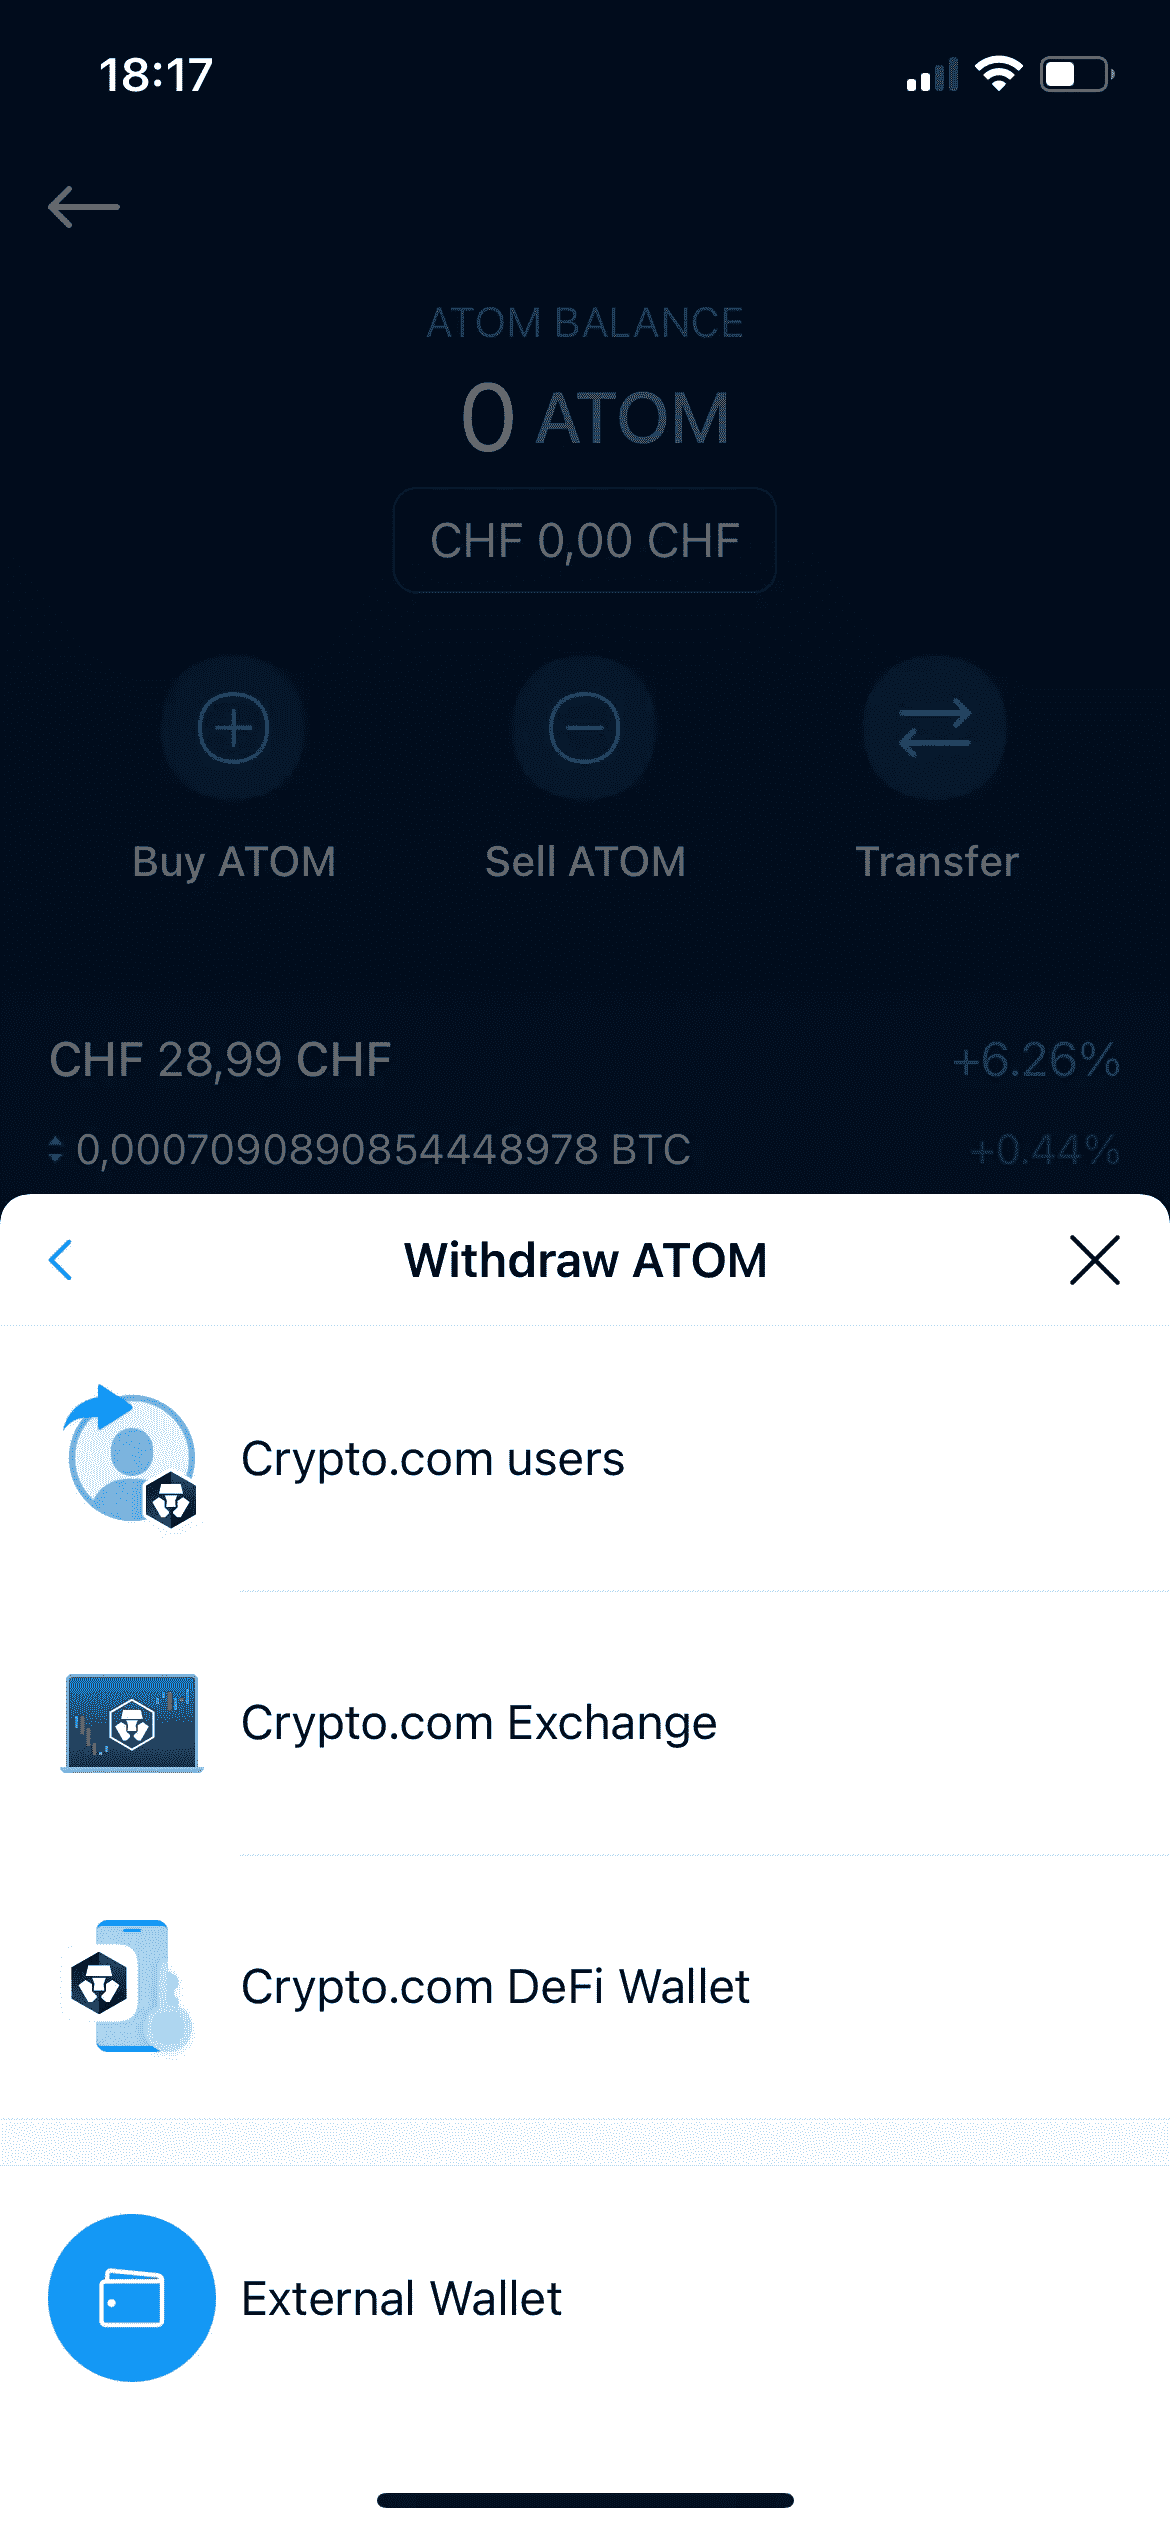 18:17
ATOM BALANCE
0 ATOM
CHF 0,00 CHF
Buy ATOM Sell ATOM Transfer
CHF 28,99 CHF +6.26%
0,0007090890854448978 BTC +0.44%
Withdraw ATOM
Crypto.com users
Crypto.com Exchange
Crypto.com DeFi Wallet
External Wallet